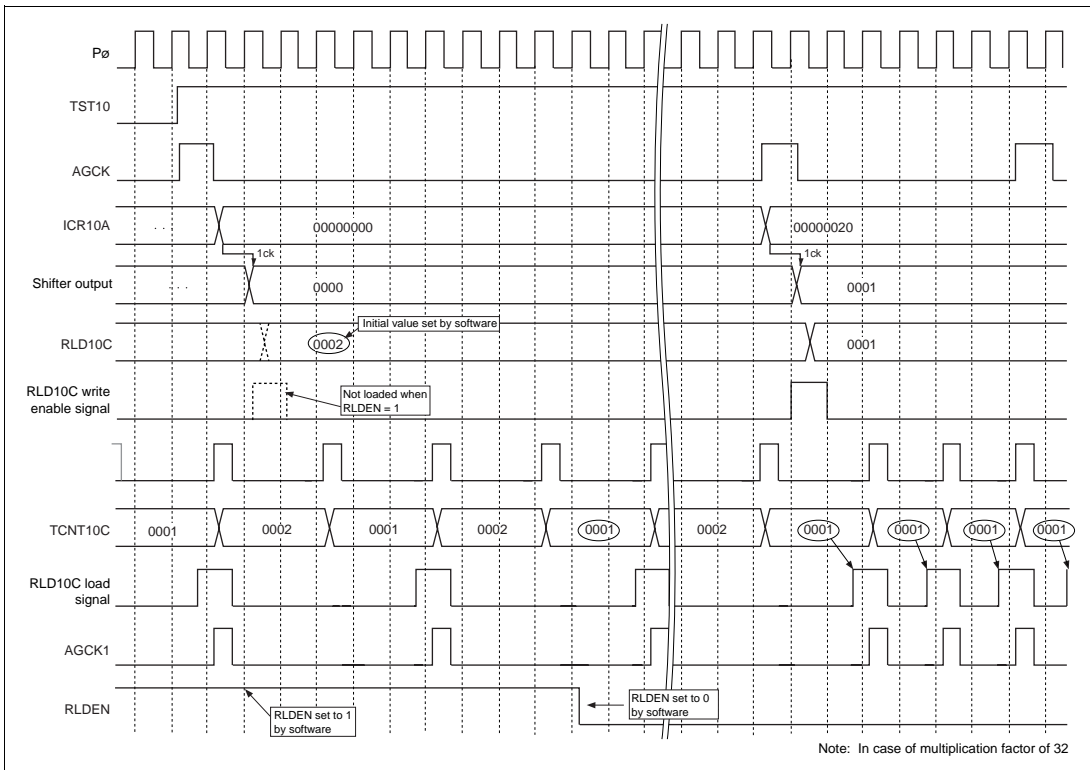 Pø
TST10
AGCK
ICR10A
. .
00000000
00000020
1ck
1ck
Shifter output
. . .
0000
0001
Initial value set by software
RLD10C
0002
0001
RLD10C write
enable signal
Not loaded when
RLDEN = 1
TCNT10C
0001
0002
0001
0002
0001
0002
0001
0001
0001
0001
RLD10C load
signal
AGCK1
RLDEN
RLDEN set to 1
by software
RLDEN set to 0
by software
Note: In case of multiplication factor of 32